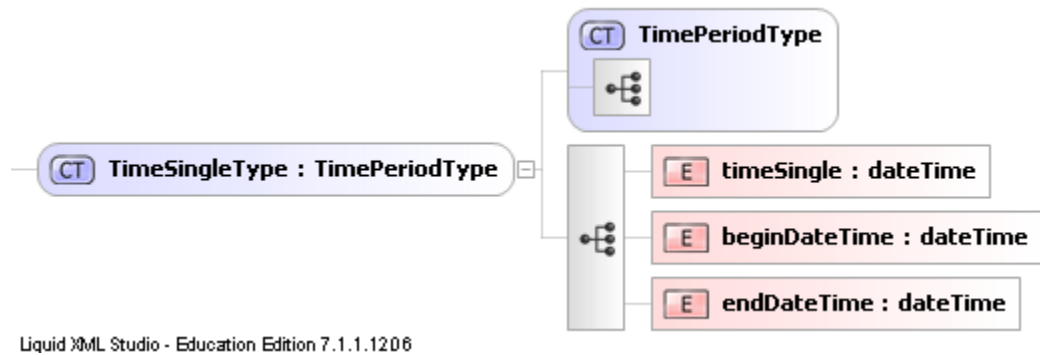 CT TimePeriodType
CT TimeSingleType : TimePeriodType
E timeSingle : dateTime
E beginDateTime : dateTime
E endDateTime : dateTime
Liquid XML Studio - Education Edition 7.1.1.1206